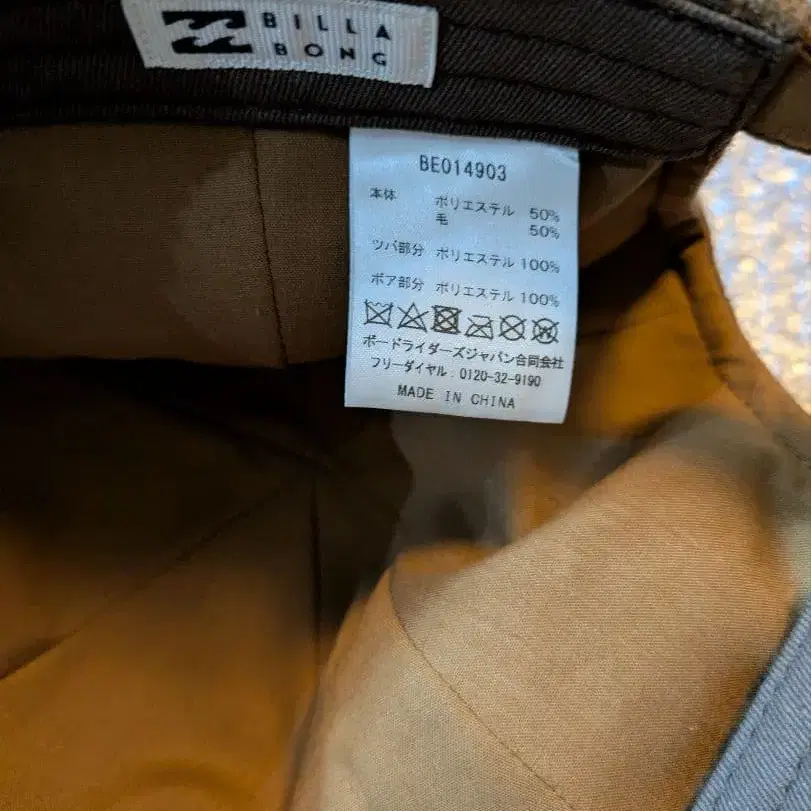 BILLA
BONG
BE014903
本体 ポリエステル 50%
毛 50%
ツバ部分 ポリエステル 100%
ボア部分 ポリエステル 100%
ボードライダーズジャパン合同会社
フリーダイヤル：0120-32-9190
MADE IN CHINA